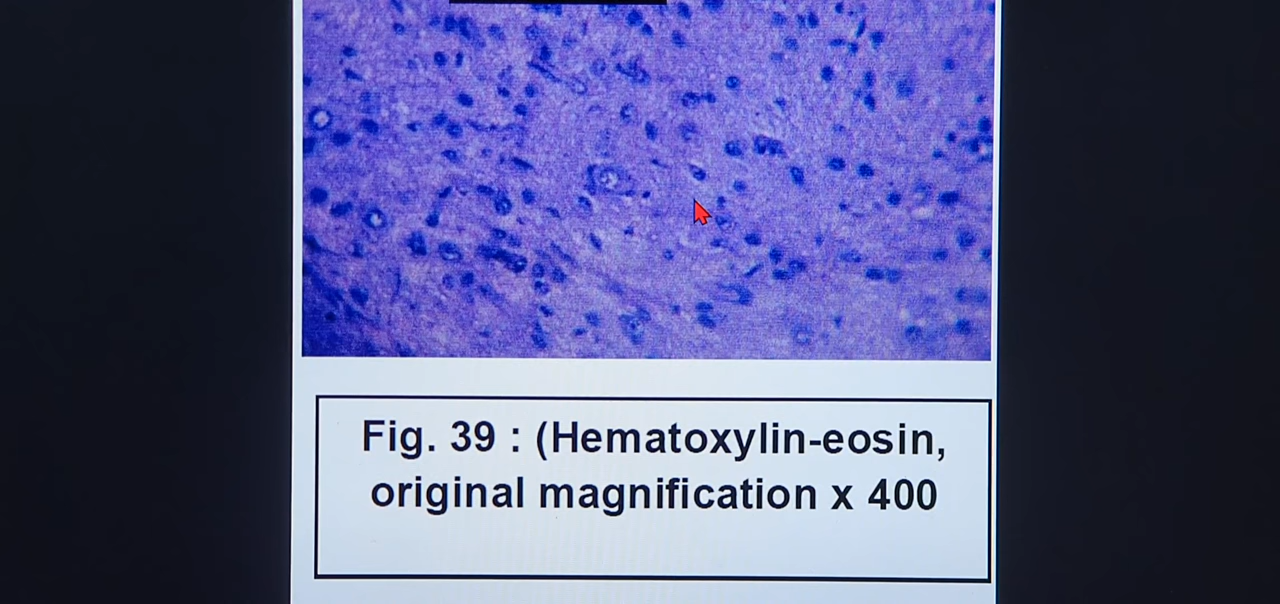 Fig. 39 : (Hematoxylin-eosin,
original magnification x 400